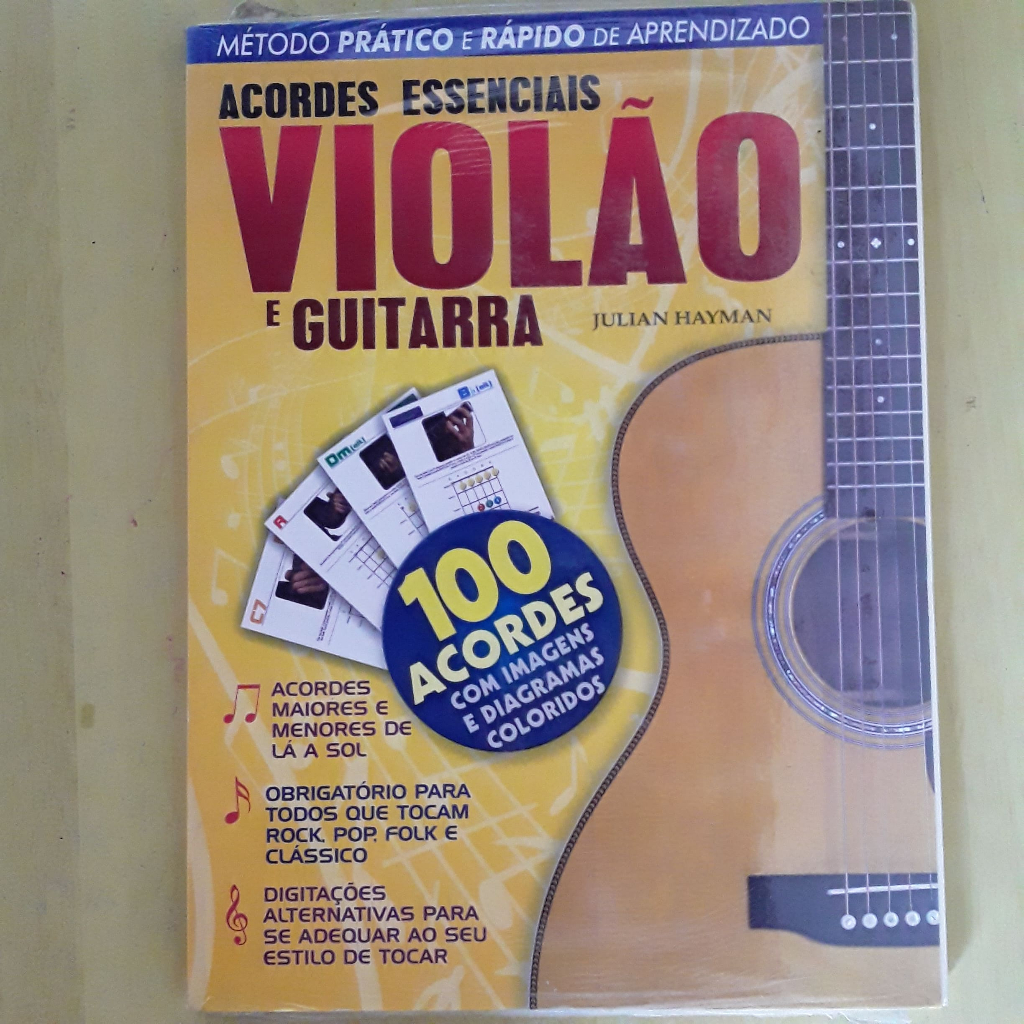 MÉTODO PRÁTICO E RÁPIDO DE APRENDIZADO
ACORDES ESSENCIAIS
VIOLÃO
E GUITARRA
JULIAN HAYMAN
Dm
A
C7
100
ACORDES
COM IMAGENS
E DIAGRAMAS
COLORIDOS
ACORDES
MAIORES E
MENORES DE
LÁ A SOL
OBRIGATÓRIO PARA
TODOS QUE TOCAM
ROCK, POP, FOLK E
CLÁSSICO
DIGITAÇÕES
ALTERNATIVAS PARA
SE ADEQUAR AO SEU
ESTILO DE TOCAR